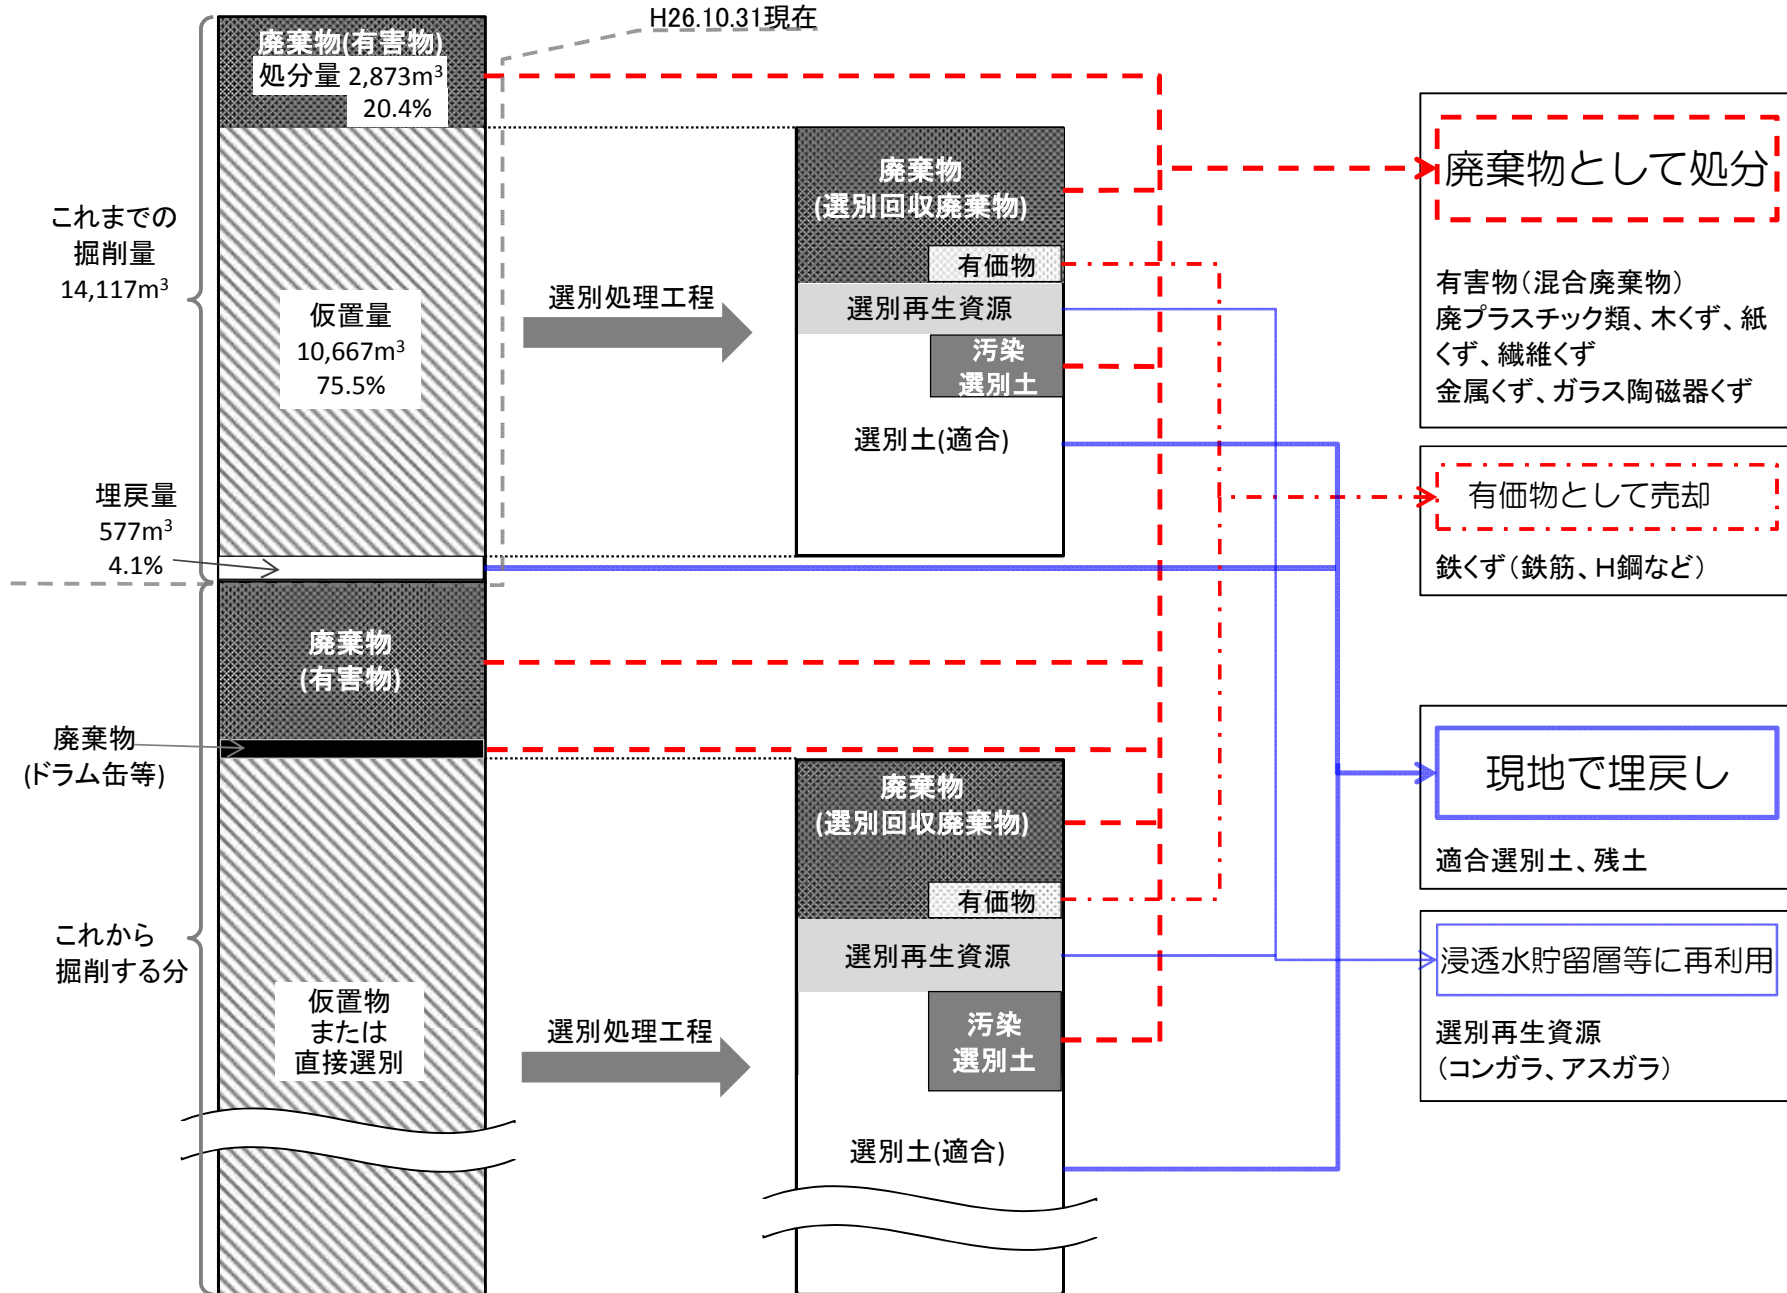 H26.10.31現在
廃棄物(有害物)
処分量 2,873m³
20.4%
これまでの
掘削量
14,117m³
仮置量
10,667m³
75.5%
埋戻量
577m³
4.1%
選別処理工程
廃棄物
(選別回収廃棄物)
有価物
選別再生資源
汚染
選別土
選別土(適合)
廃棄物
(有害物)
廃棄物
(ドラム缶等)
これから
掘削する分
仮置物
または
直接選別
選別処理工程
廃棄物
(選別回収廃棄物)
有価物
選別再生資源
汚染
選別土
選別土(適合)
廃棄物として処分
有害物(混合廃棄物)
廃プラスチック類、木くず、紙
くず、繊維くず
金属くず、ガラス陶磁器くず
有価物として売却
鉄くず(鉄筋、H鋼など)
現地で埋戻し
適合選別土、残土
浸透水貯留層等に再利用
選別再生資源
(コンガラ、アスガラ)